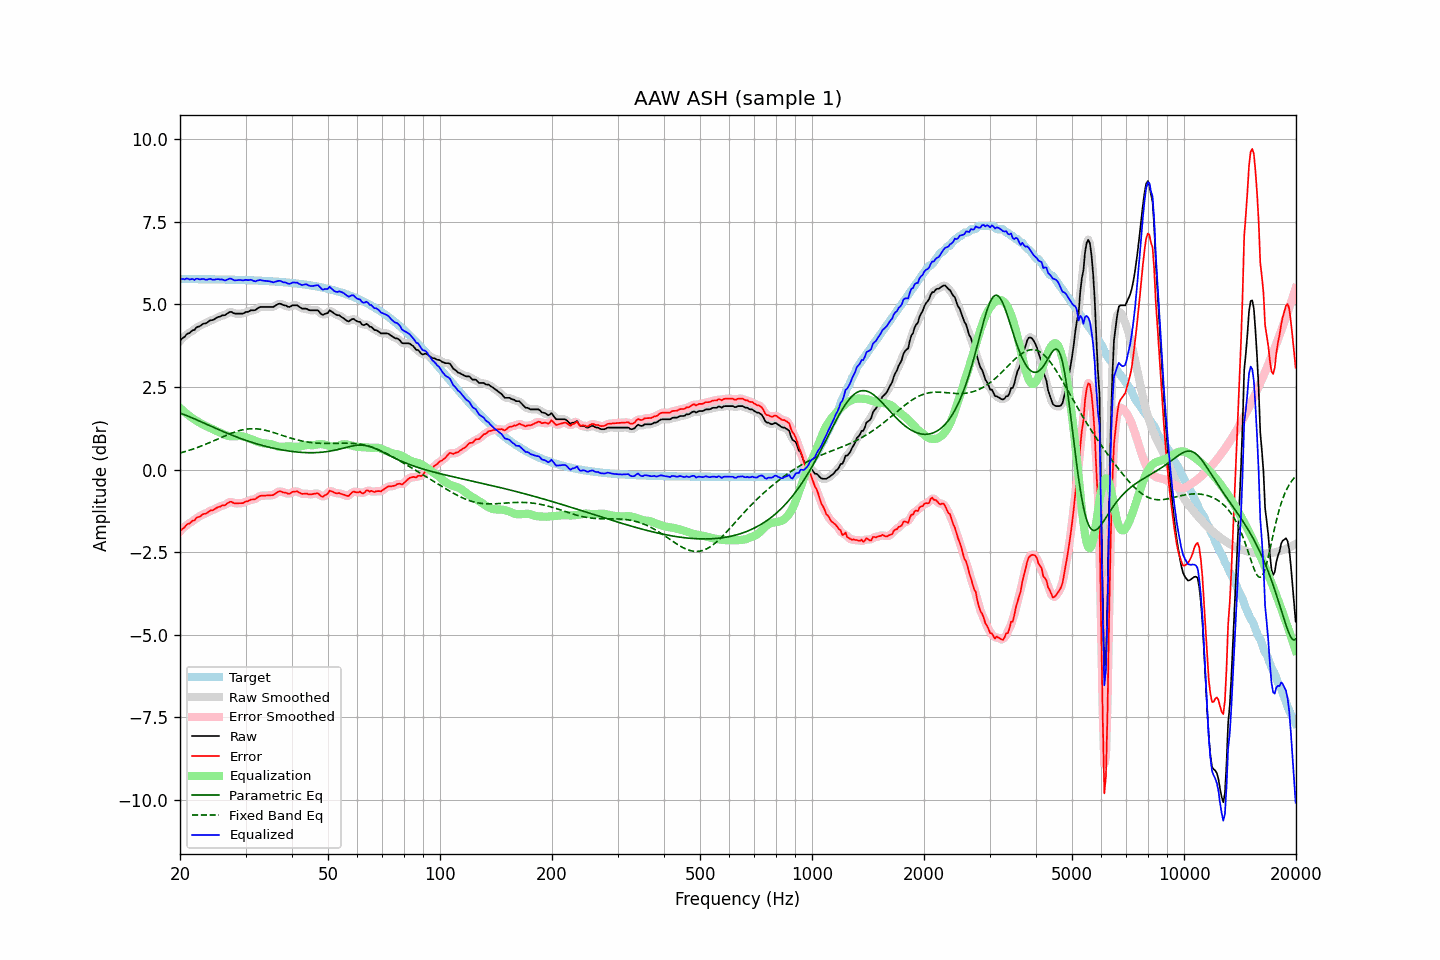 AAW ASH (sample 1)
Amplitude (dBr)
10.0
7.5
5.0
2.5
0.0
−2.5
−5.0
−7.5
−10.0
Target
Raw Smoothed
Error Smoothed
Raw
Error
Equalization
Parametric Eq
Fixed Band Eq
Equalized
20 50 100 200 500 1000 2000 5000 10000 20000
Frequency (Hz)